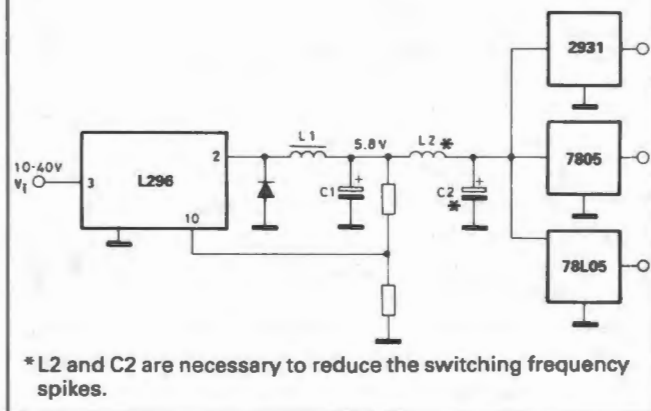 2931
L1
5.8 V
L2*
10-40V
Vi
3
L296
2
10
C1
+
C2
*
+
7805
78L05
*L2 and C2 are necessary to reduce the switching frequency
spikes.